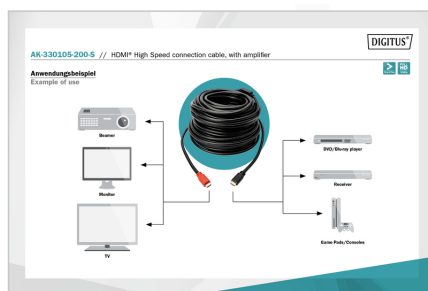 DIGITUS®
AK-330105-200-S // HDMI® High Speed connection cable, with amplifier
Anwendungsbeispiel
Example of use
Beamer
Monitor
TV
DVD/Blu-ray player
Receiver
Game Pads/Consoles